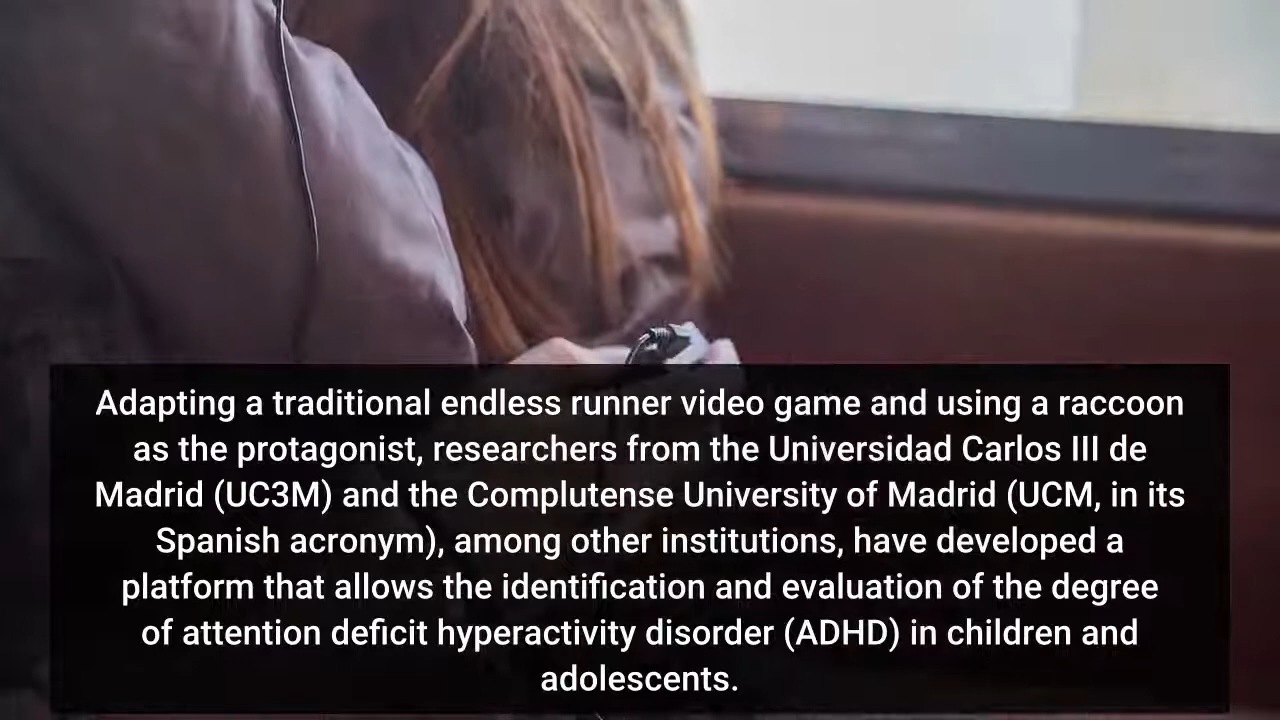 Adapting a traditional endless runner video game and using a raccoon
as the protagonist, researchers from the Universidad Carlos III de
Madrid (UC3M) and the Complutense University of Madrid (UCM, in its
Spanish acronym), among other institutions, have developed a
platform that allows the identification and evaluation of the degree
of attention deficit hyperactivity disorder (ADHD) in children and
adolescents.